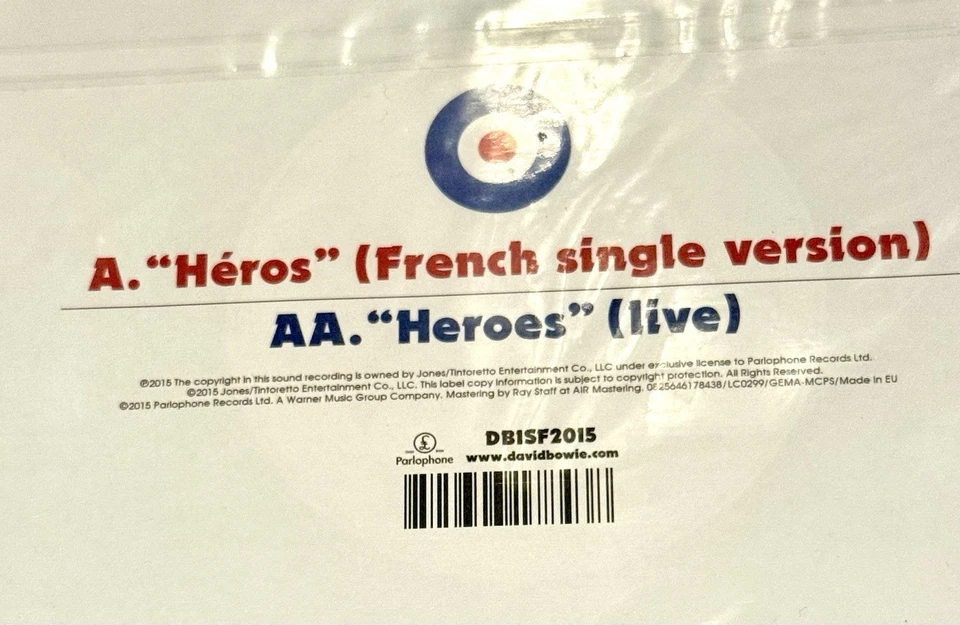 A. “Héros” (French single version)
AA. “Heroes” (live)
℗2015 The copyright in this sound recording is owned by Jones/Tintoretto Entertainment Co., LLC under exclusive license to Parlophone Records Ltd.
©2015 Jones/Tintoretto Entertainment Co., LLC. This label copy information is subject to copyright protection. All Rights Reserved.
©2015 Parlophone Records Ltd. A Warner Music Group Company. Mastering by Ray Staff at AIR Mastering. 0825646178438/LC0299/GEMA-MCPS/Made in EU
£
Parlophone
DBISF2015
www.davidbowie.com